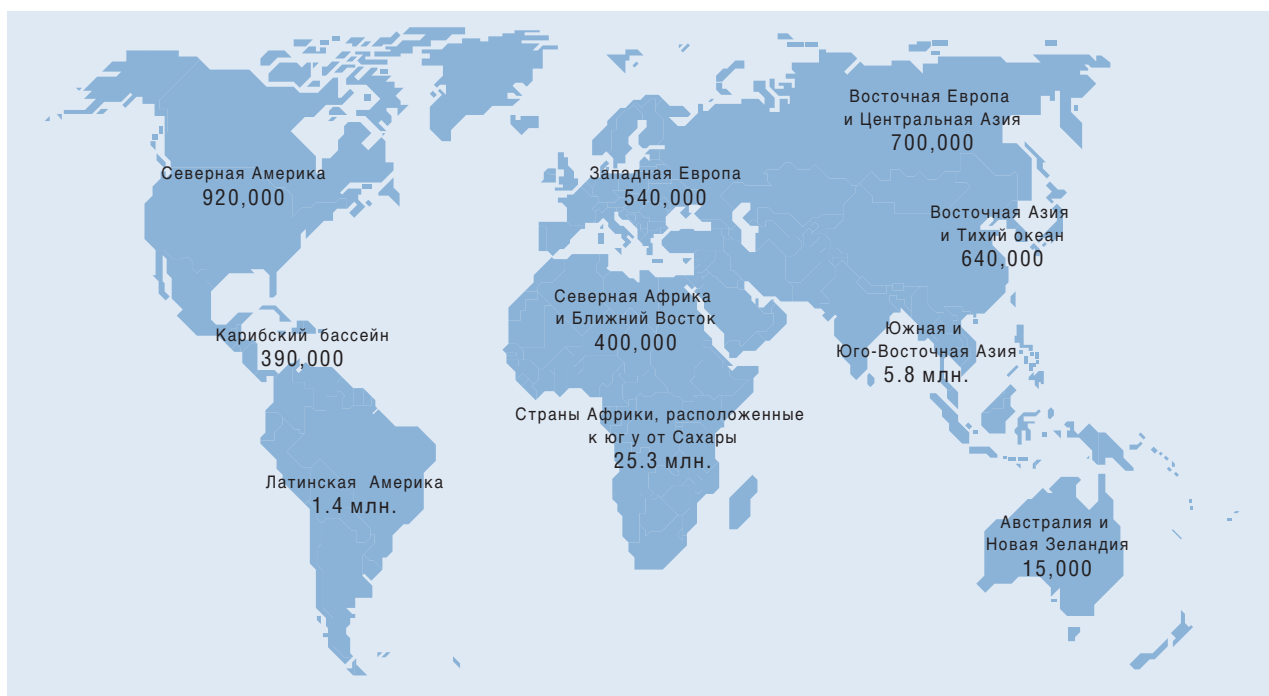 Восточная Европа
и Центральная Азия
700,000
Северная Америка
920,000
Западная Европа
540,000
Восточная Азия
и Тихий океан
640,000
Северная Африка
и Ближний Восток
400,000
Карибский бассейн
390,000
Южная и
Юго-Восточная Азия
5.8 млн.
Страны Африки, расположенные
к юг у от Сахары
25.3 млн.
Латинская Америка
1.4 млн.
Австралия и
Новая Зеландия
15,000